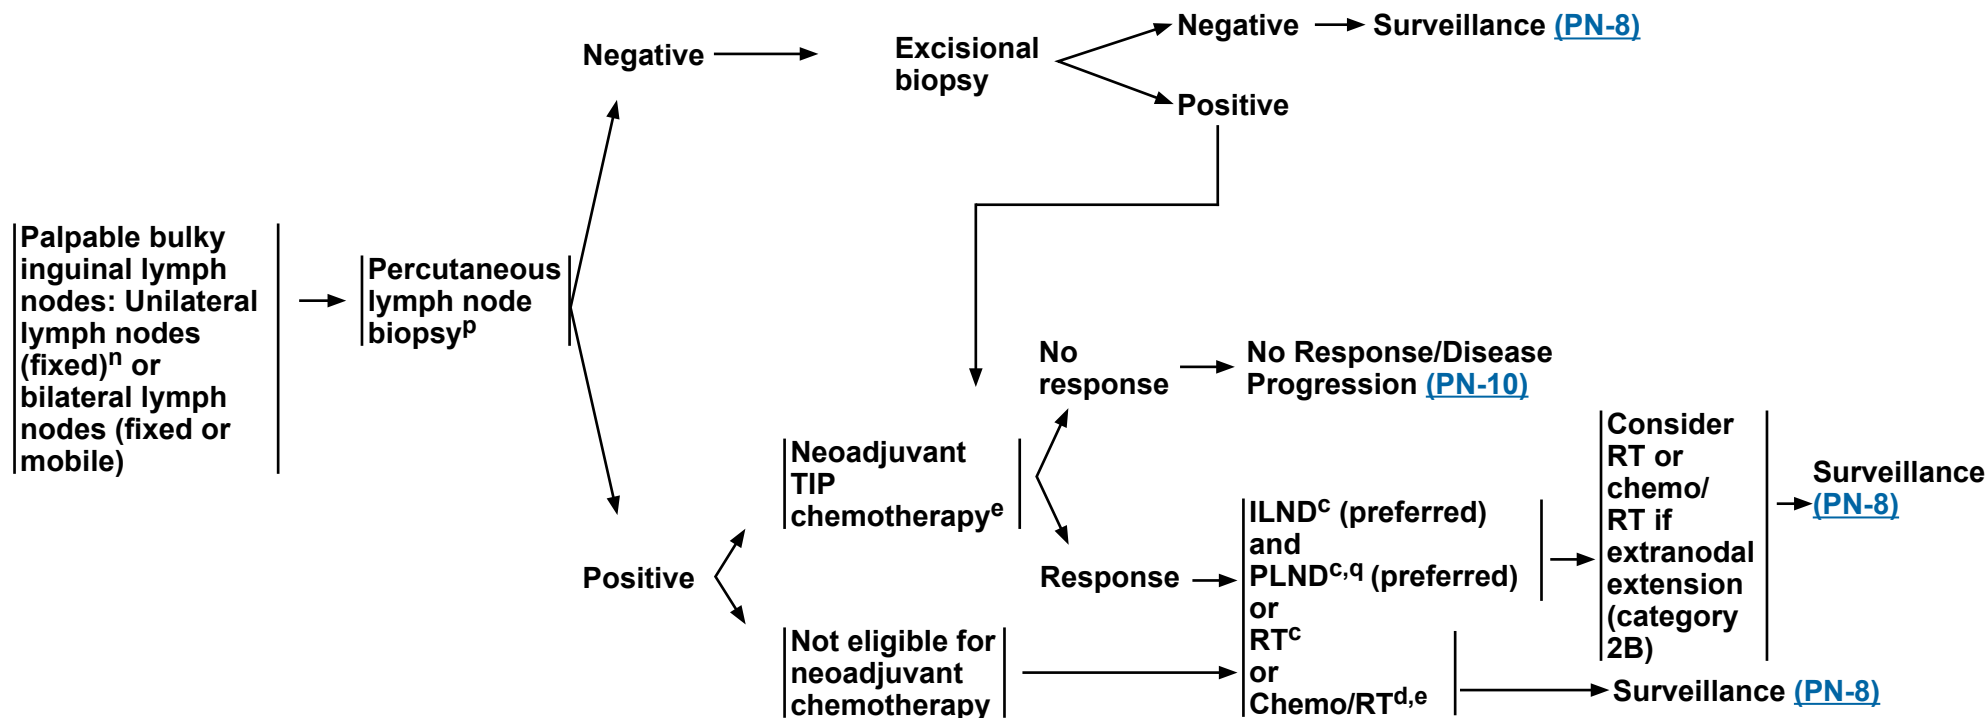 Palpable bulky
inguinal lymph
nodes: Unilateral
lymph nodes
(fixed)n or
bilateral lymph
nodes (fixed or
mobile)
Percutaneous
lymph node
biopsyp
Negative
Excisional
biopsy
Negative
Surveillance (PN-8)
Positive
Positive
Neoadjuvant
TIP
chemotherapye
No
response
No Response/Disease
Progression (PN-10)
Response
Not eligible for
neoadjuvant
chemotherapy
ILNDc (preferred)
and
PLNDc,q (preferred)
or
RTc
or
Chemo/RTd,e
Consider
RT or
chemo/
RT if
extranodal
extension
(category
2B)
Surveillance
(PN-8)
Surveillance (PN-8)